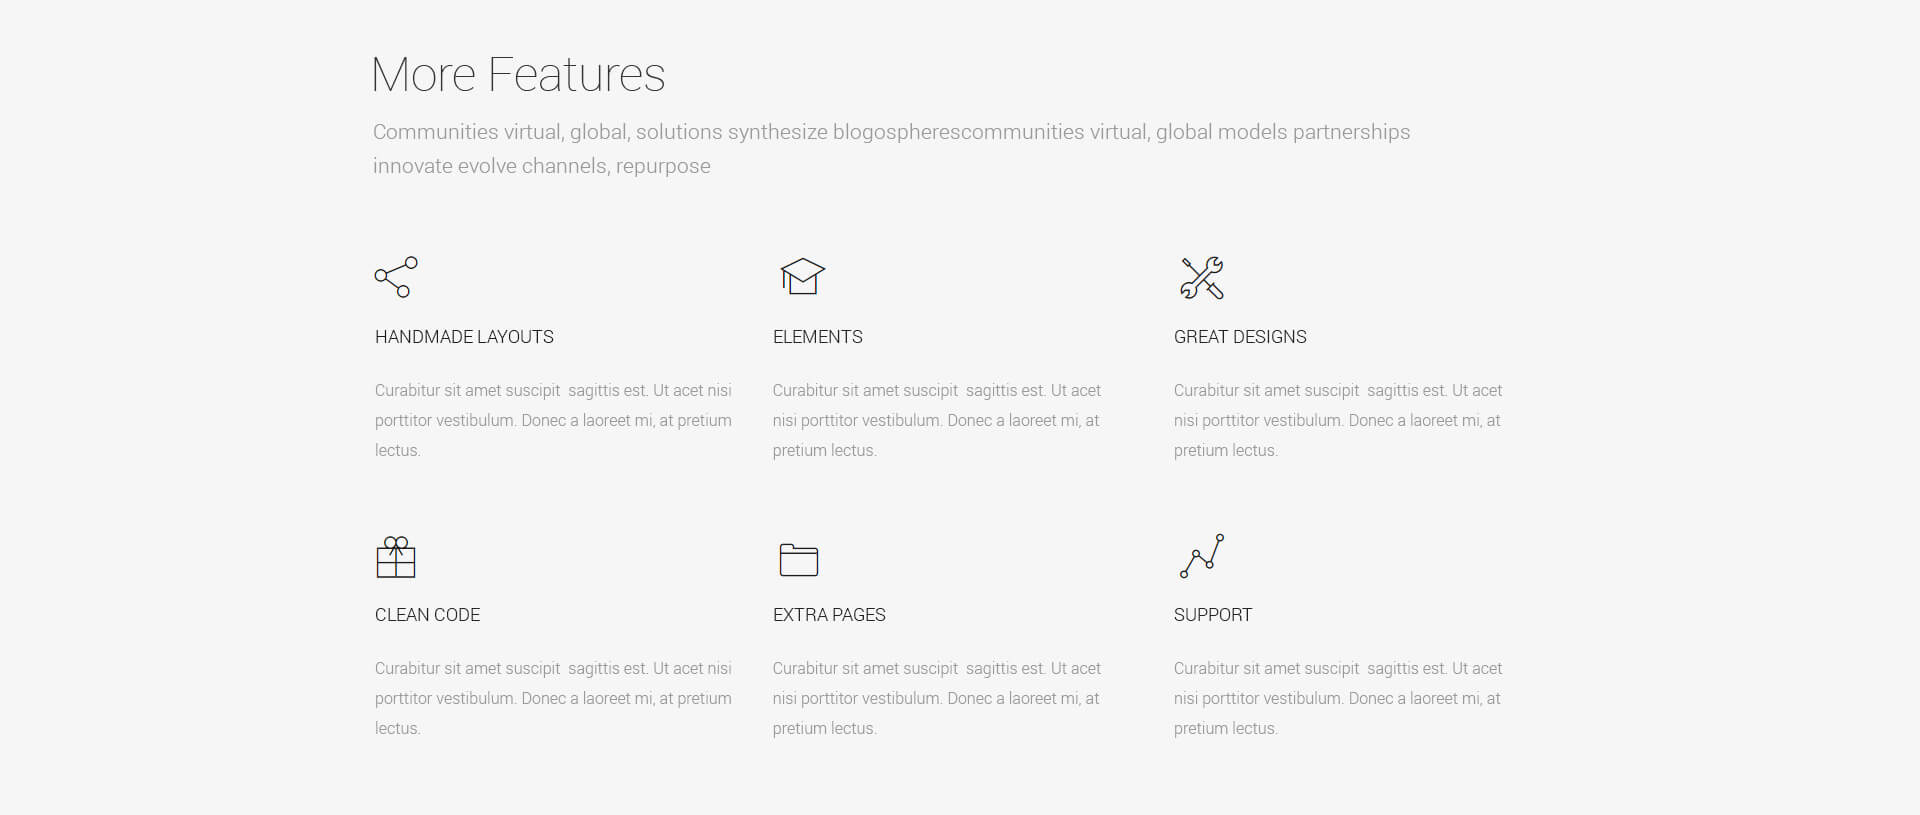 More Features
Communities virtual, global, solutions synthesize blogospherescommunities virtual, global models partnerships
innovate evolve channels, repurpose
HANDMADE LAYOUTS
Curabitur sit amet suscipit  sagittis est. Ut acet nisi
porttitor vestibulum. Donec a laoreet mi, at pretium
lectus.
ELEMENTS
Curabitur sit amet suscipit  sagittis est. Ut acet
nisi porttitor vestibulum. Donec a laoreet mi, at
pretium lectus.
GREAT DESIGNS
Curabitur sit amet suscipit  sagittis est. Ut acet
nisi porttitor vestibulum. Donec a laoreet mi, at
pretium lectus.
CLEAN CODE
Curabitur sit amet suscipit  sagittis est. Ut acet nisi
porttitor vestibulum. Donec a laoreet mi, at pretium
lectus.
EXTRA PAGES
Curabitur sit amet suscipit  sagittis est. Ut acet
nisi porttitor vestibulum. Donec a laoreet mi, at
pretium lectus.
SUPPORT
Curabitur sit amet suscipit  sagittis est. Ut acet
nisi porttitor vestibulum. Donec a laoreet mi, at
pretium lectus.